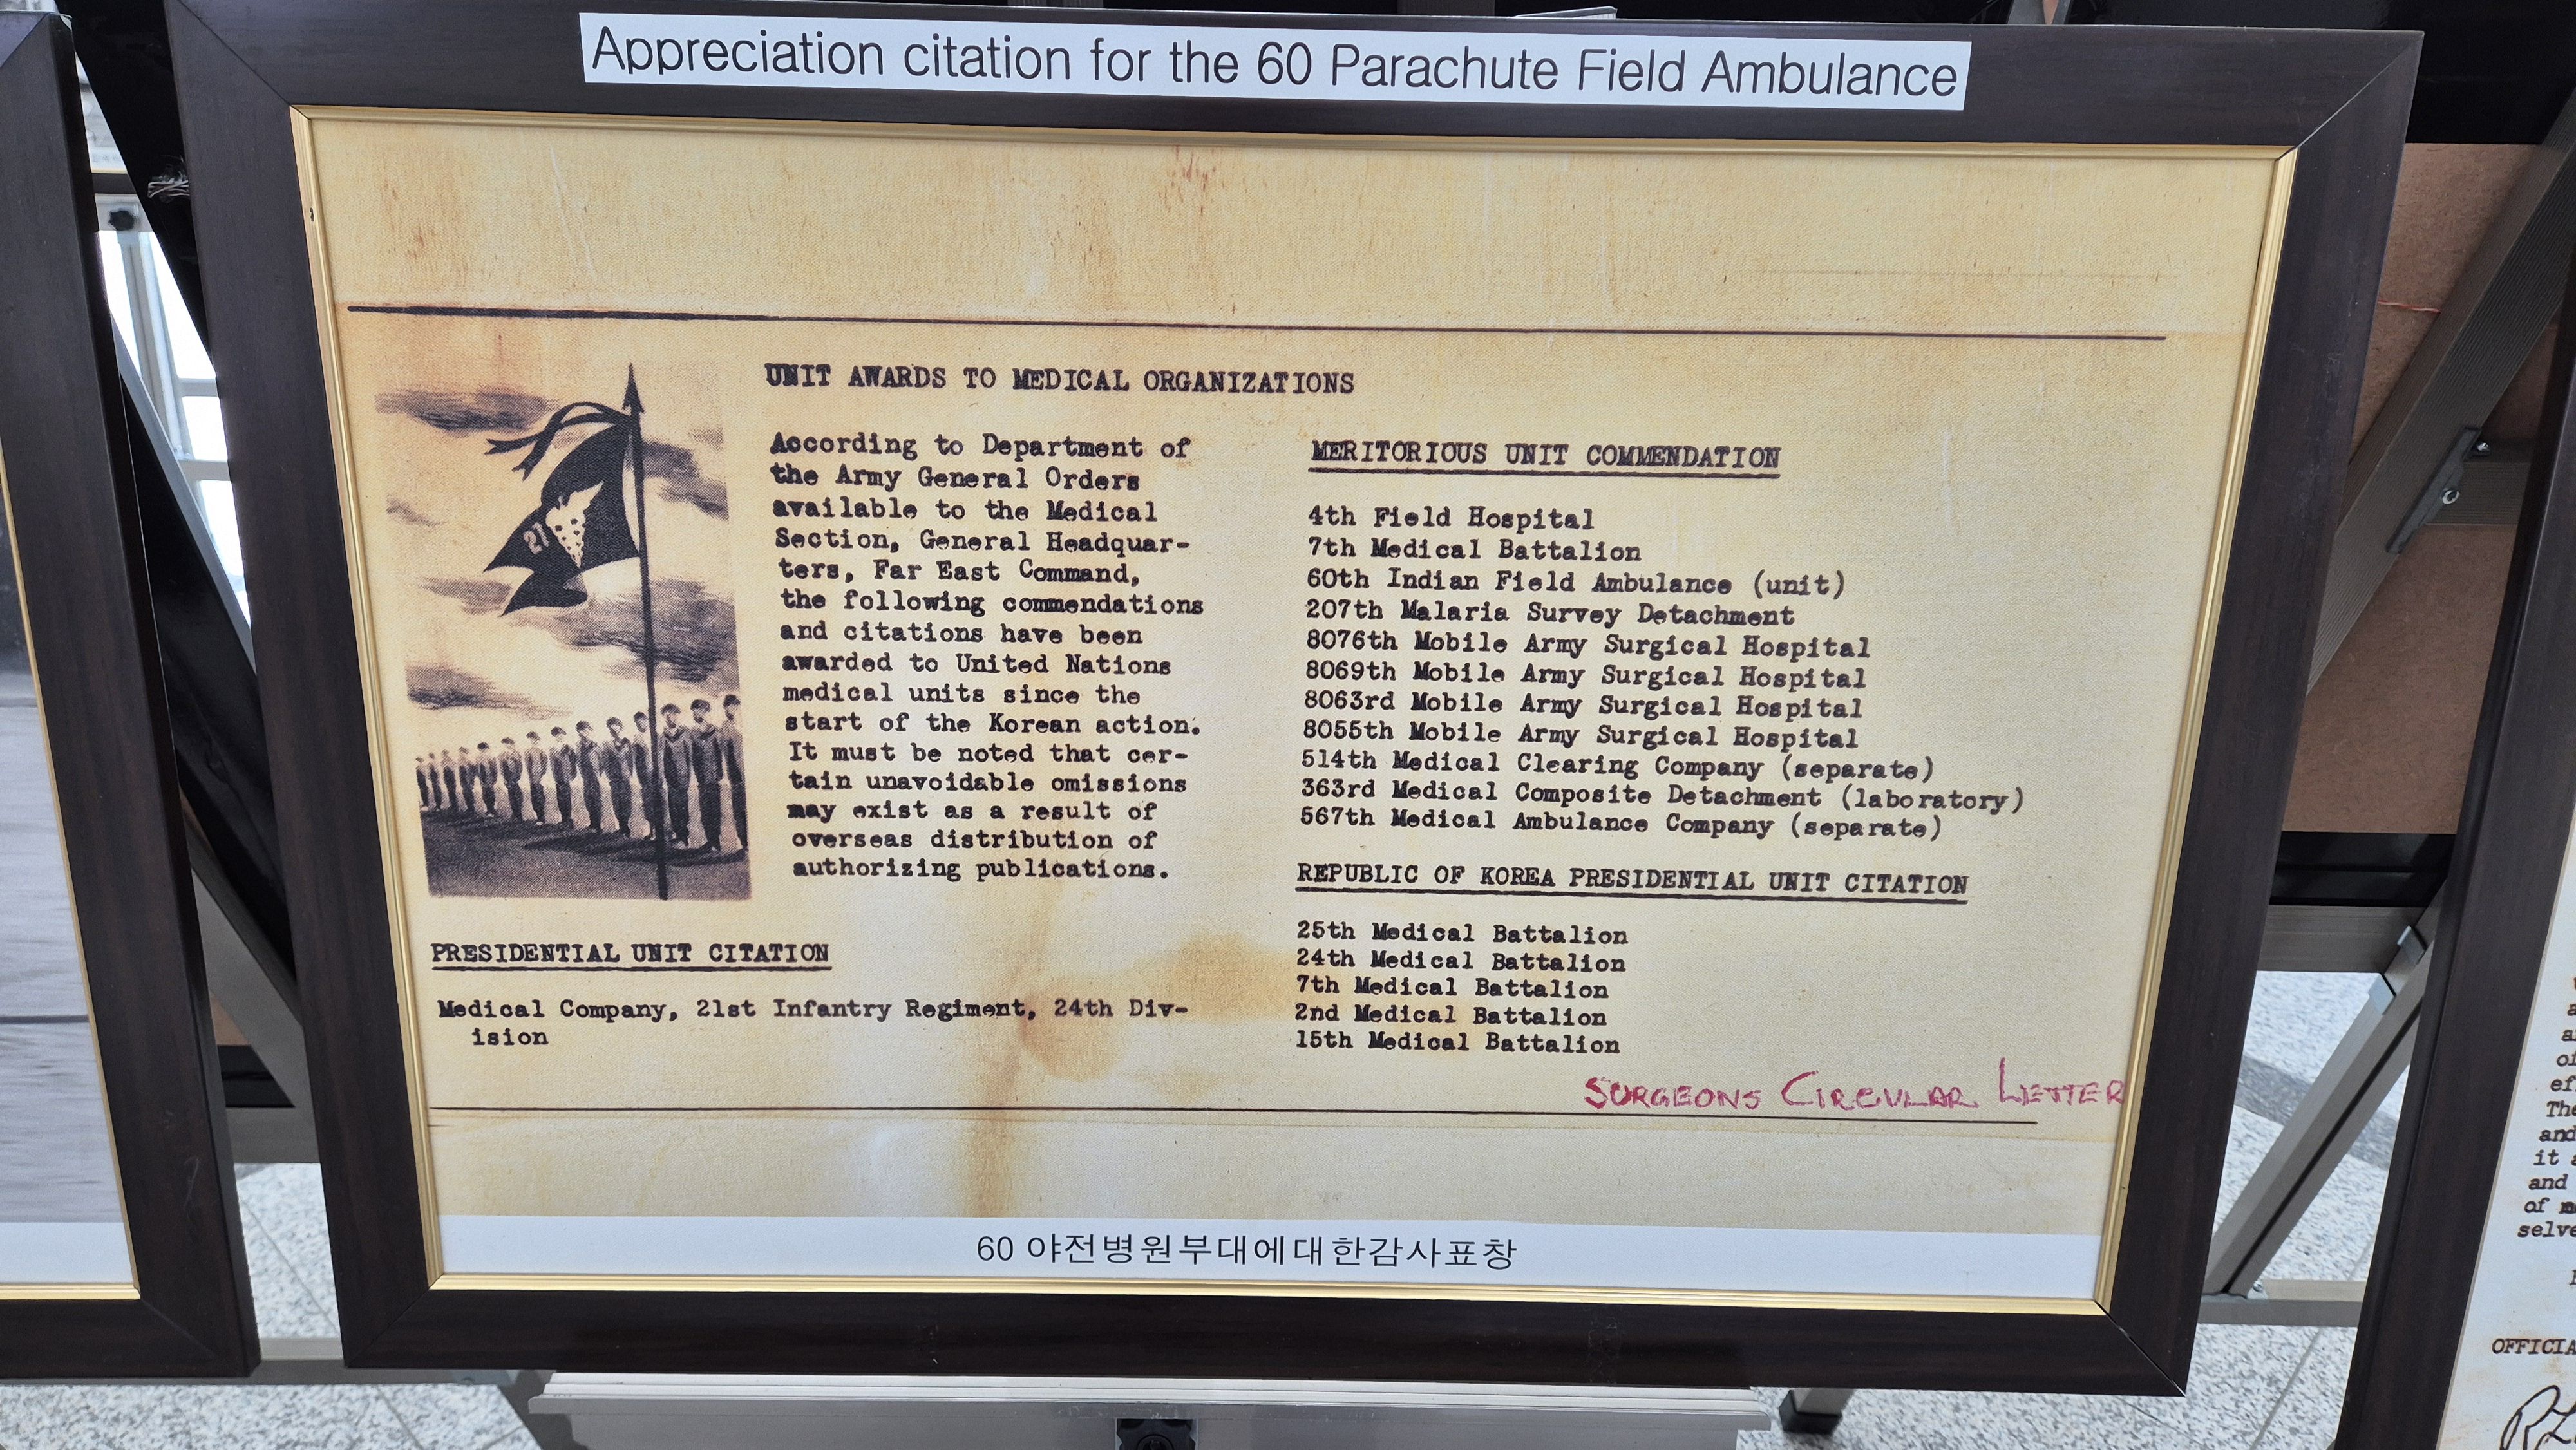 Appreciation citation for the 60 Parachute Field Ambulance
UNIT AWARDS TO MEDICAL ORGANIZATIONS
According to Department of
the Army General Orders
available to the Medical
Section, General Headquar-
ters, Far East Command,
the following commendations
and citations have been
awarded to United Nations
medical units since the
start of the Korean action.
It must be noted that cer-
tain unavoidable omissions
may exist as a result of
overseas distribution of
authorizing publications.
21
PRESIDENTIAL UNIT CITATION
Medical Company, 21st Infantry Regiment, 24th Div-
ision
MERITORIOUS UNIT COMMENDATION
4th Field Hospital
7th Medical Battalion
60th Indian Field Ambulance (unit)
207th Malaria Survey Detachment
8076th Mobile Army Surgical Hospital
8069th Mobile Army Surgical Hospital
8063rd Mobile Army Surgical Hospital
8055th Mobile Army Surgical Hospital
514th Medical Clearing Company (separate)
363rd Medical Composite Detachment (laboratory)
567th Medical Ambulance Company (separate)
REPUBLIC OF KOREA PRESIDENTIAL UNIT CITATION
25th Medical Battalion
24th Medical Battalion
7th Medical Battalion
2nd Medical Battalion
15th Medical Battalion
SURGEONS CIRCULAR LETTER
60 야전병원부대에대한감사표창
The
and
it
and
of
selve
OFFICIA